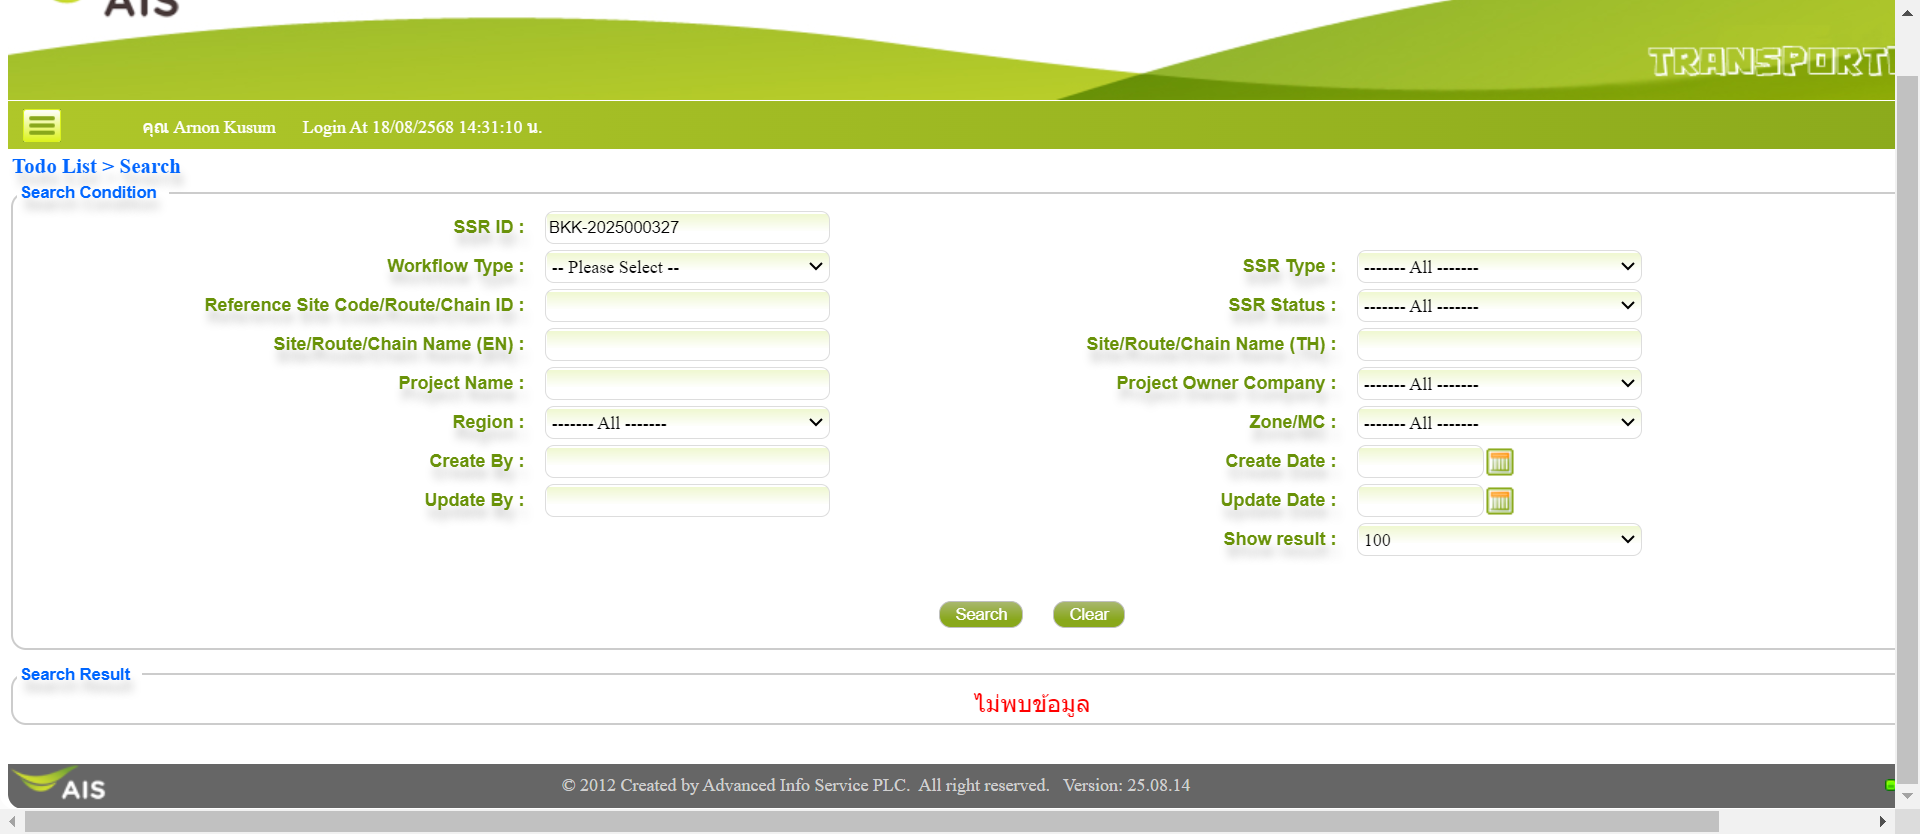 AIS
TRANSPORT
คุณ Arnon Kusum Login At 18/08/2568 14:31:10 น.
Todo List > Search
Search Condition
SSR ID : BKK-2025000327
Workflow Type : -- Please Select -- SSR Type : ------- All -------
Reference Site Code/Route/Chain ID : SSR Status : ------- All -------
Site/Route/Chain Name (EN) : Site/Route/Chain Name (TH) :
Project Name : Project Owner Company : ------- All -------
Region : ------- All ------- Zone/MC : ------- All -------
Create By : Create Date :
Update By : Update Date :
Show result : 100
Search Clear
Search Result
ไม่พบข้อมูล
AIS © 2012 Created by Advanced Info Service PLC. All right reserved. Version: 25.08.14